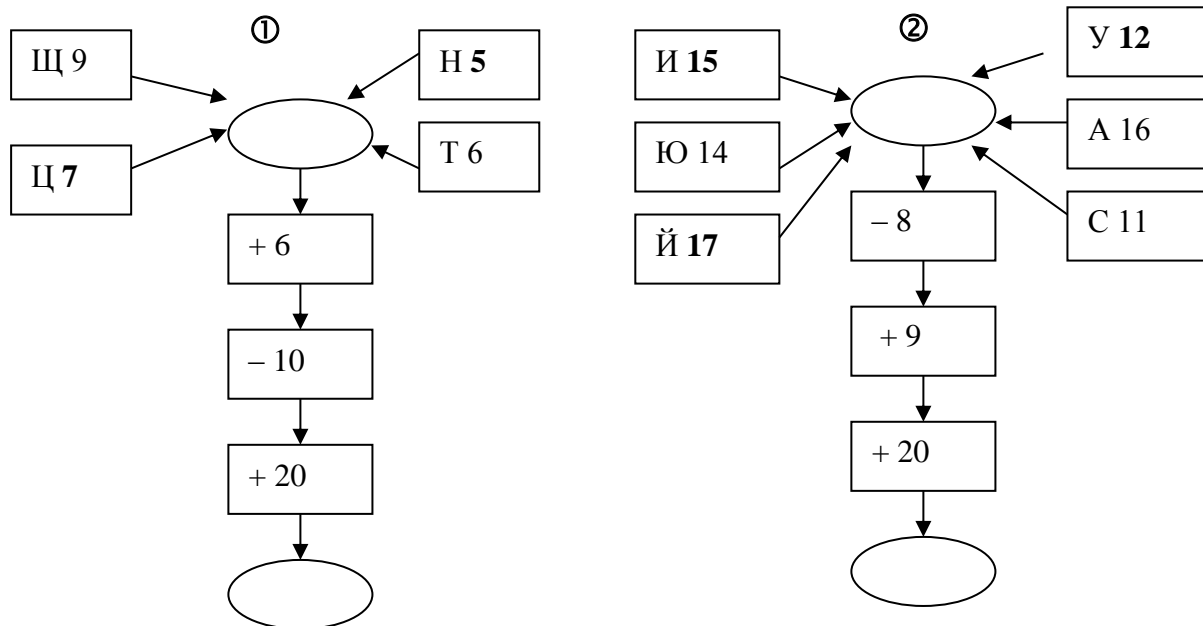 ①
Щ 9
Н 5
Ц 7
Т 6
+ 6
– 10
+ 20
②
И 15
У 12
Ю 14
А 16
Й 17
С 11
– 8
+ 9
+ 20